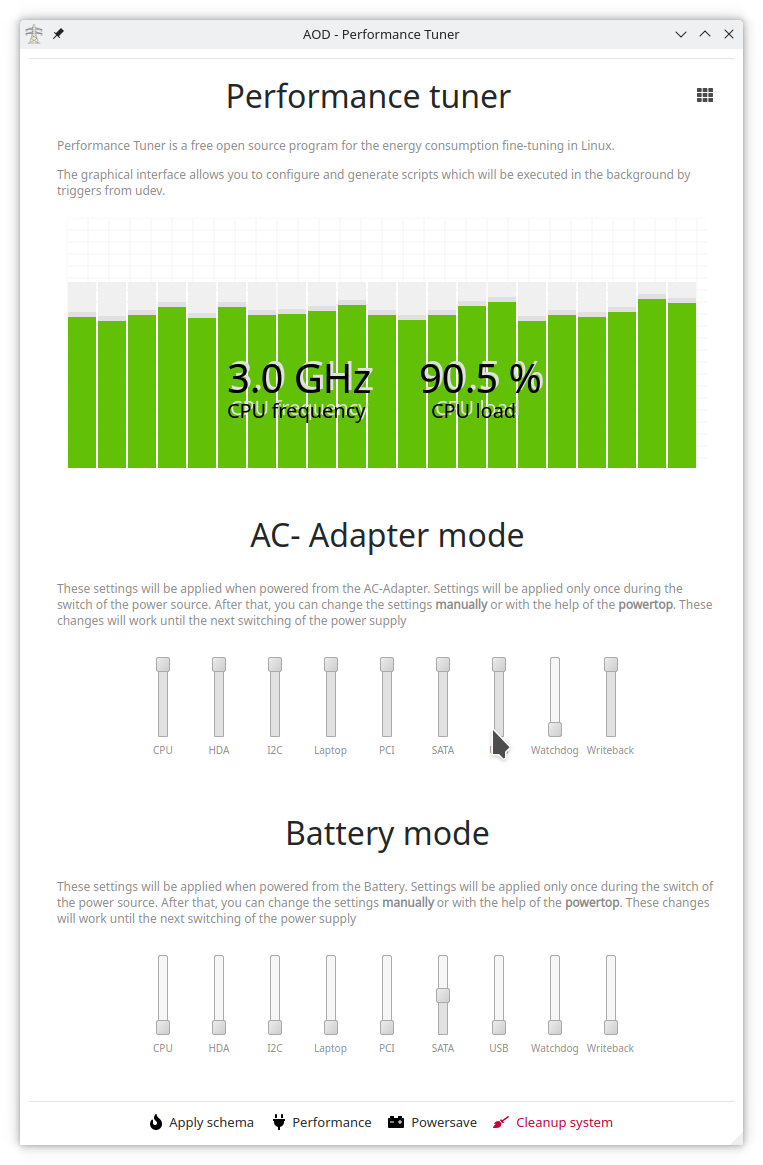 AOD - Performance Tuner
Performance tuner
Performance Tuner is a free open source program for the energy consumption fine-tuning in Linux.
The graphical interface allows you to configure and generate scripts which will be executed in the background by
triggers from udev.
3.0 GHz 90.5 %
CPU frequency CPU load
AC- Adapter mode
These settings will be applied when powered from the AC-Adapter. Settings will be applied only once during the
switch of the power source. After that, you can change the settings manually or with the help of the powertop. These
changes will work until the next switching of the power supply
CPU HDA I2C Laptop PCI SATA Watchdog Writeback
Battery mode
These settings will be applied when powered from the Battery. Settings will be applied only once during the switch of
the power source. After that, you can change the settings manually or with the help of the powertop. These changes
will work until the next switching of the power supply
CPU HDA I2C Laptop PCI SATA USB Watchdog Writeback
Apply schema Performance Powersave Cleanup system